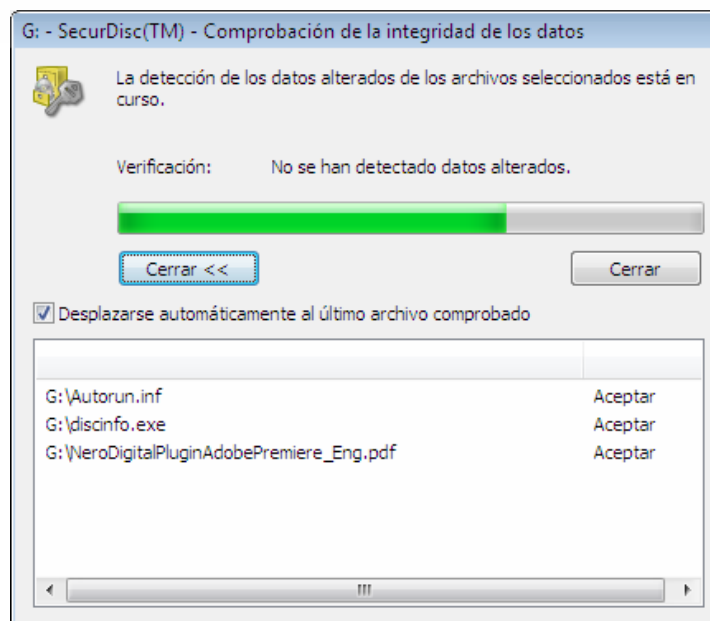 G: - SecurDisc(TM) - Comprobación de la integridad de los datos
La detección de los datos alterados de los archivos seleccionados está en
curso.
Verificación: No se han detectado datos alterados.
Cerrar << Cerrar
Desplazarse automáticamente al último archivo comprobado
G:\Autorun.inf Aceptar
G:\discinfo.exe Aceptar
G:\NeroDigitalPluginAdobePremiere_Eng.pdf Aceptar